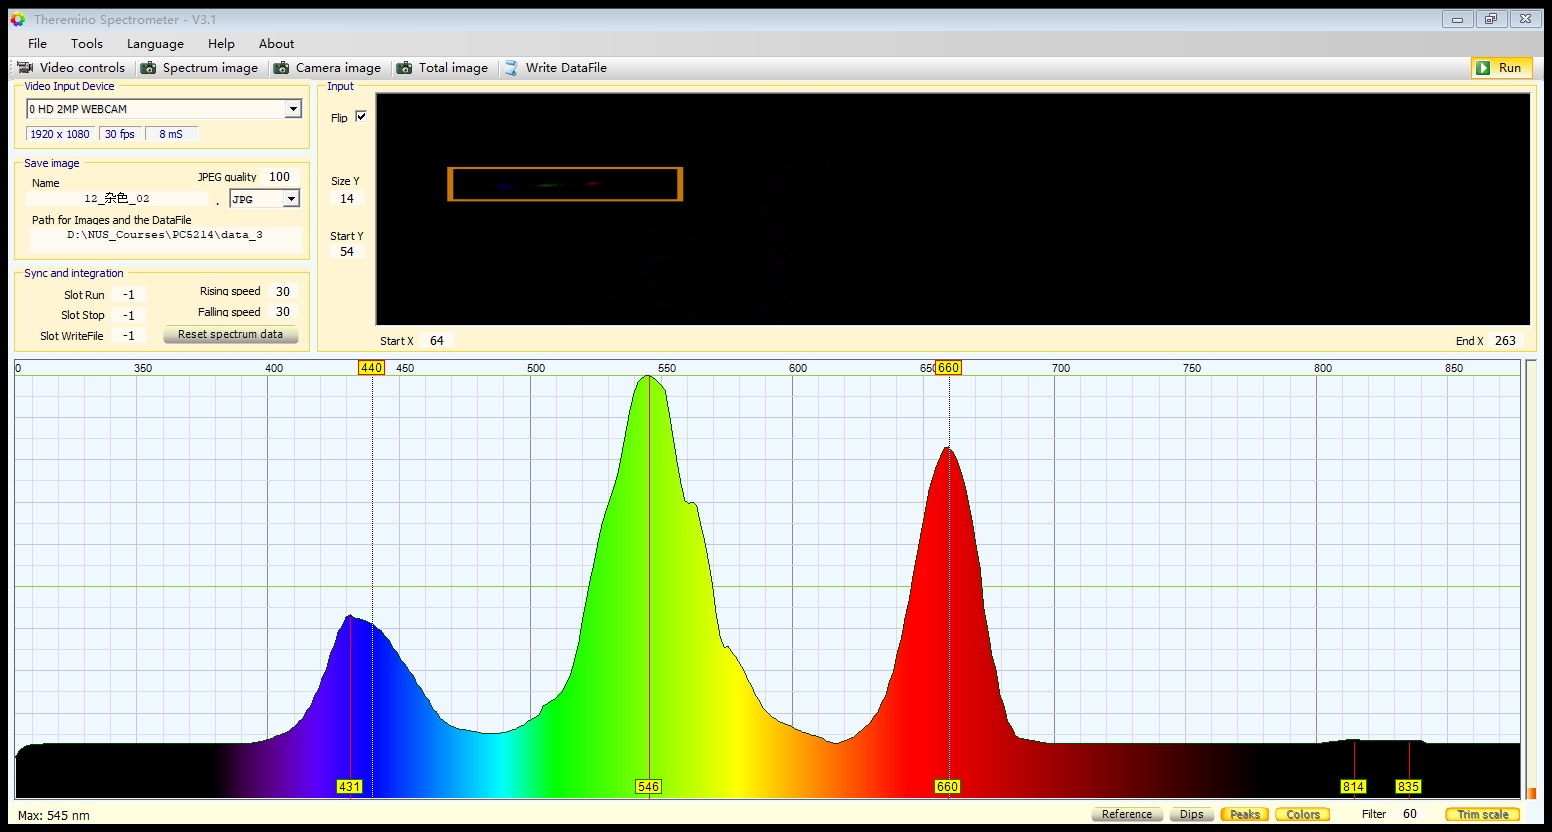 Theremino Spectrometer - V3.1
File Tools Language Help About
Video controls Spectrum image Camera image Total image Write DataFile Run
Video Input Device
0 HD 2MP WEBCAM
1920 x 1080 30 fps 8 mS
Save image
Name JPEG quality 100
12_杂色_02 . JPG
Path for Images and the DataFile
D:\NUS_Courses\PC5214\data_3
Sync and integration
Slot Run -1 Rising speed 30
Slot Stop -1 Falling speed 30
Slot WriteFile -1 Reset spectrum data
Input
Flip
Size Y
14
Start Y
54
Start X 64 End X 263
0 350 400 440 450 500 550 600 650 660 700 750 800 850
431 546 660 814 835
Max: 545 nm Reference Dips Peaks Colors Filter 60 Trim scale